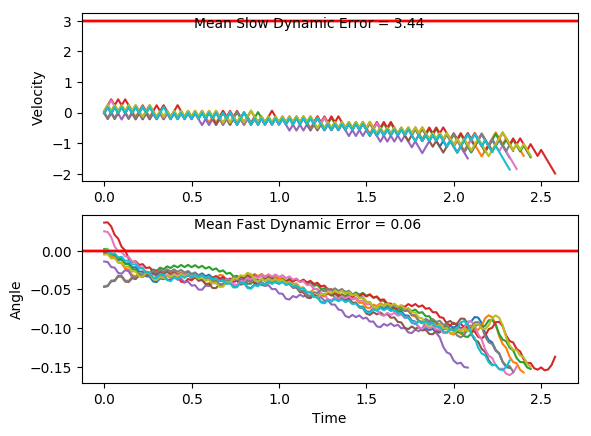 Mean Slow Dynamic Error = 3.44
3
2
1
0
−1
−2
Velocity
0.0 0.5 1.0 1.5 2.0 2.5
Mean Fast Dynamic Error = 0.06
0.00
−0.05
−0.10
−0.15
Angle
0.0 0.5 1.0 1.5 2.0 2.5
Time